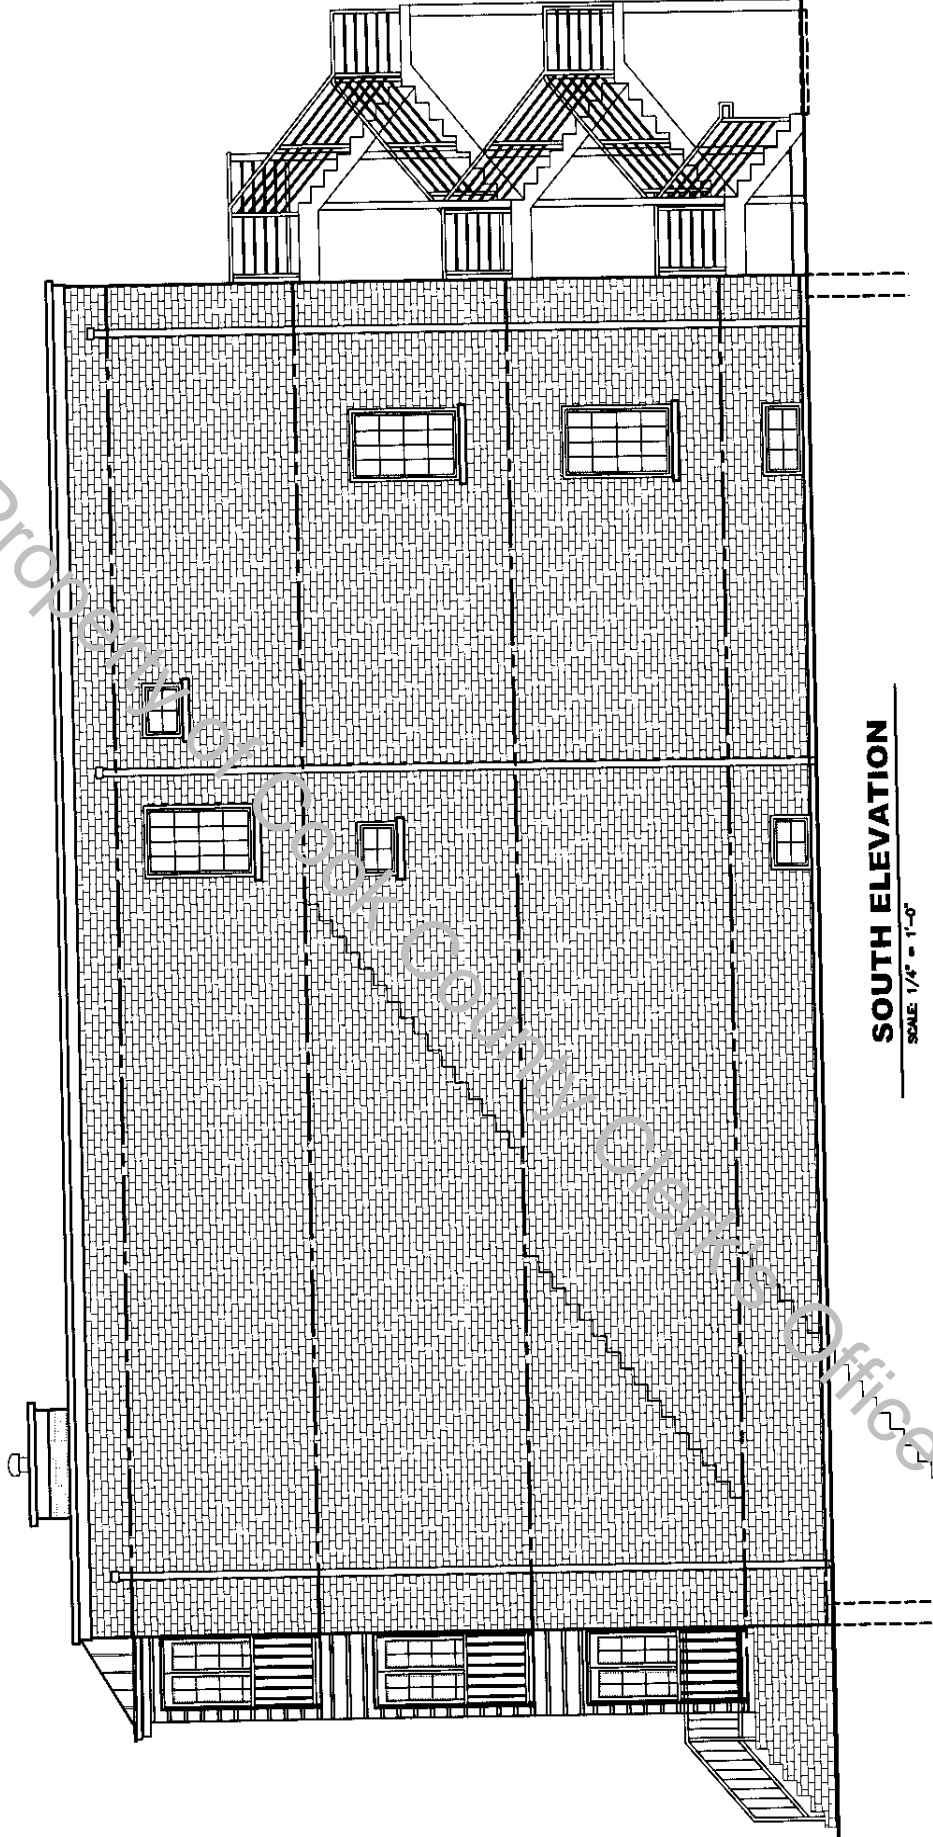 Property of Cook County Clerk's Office
SOUTH ELEVATION
SCALE: 1/4" = 1'-0"